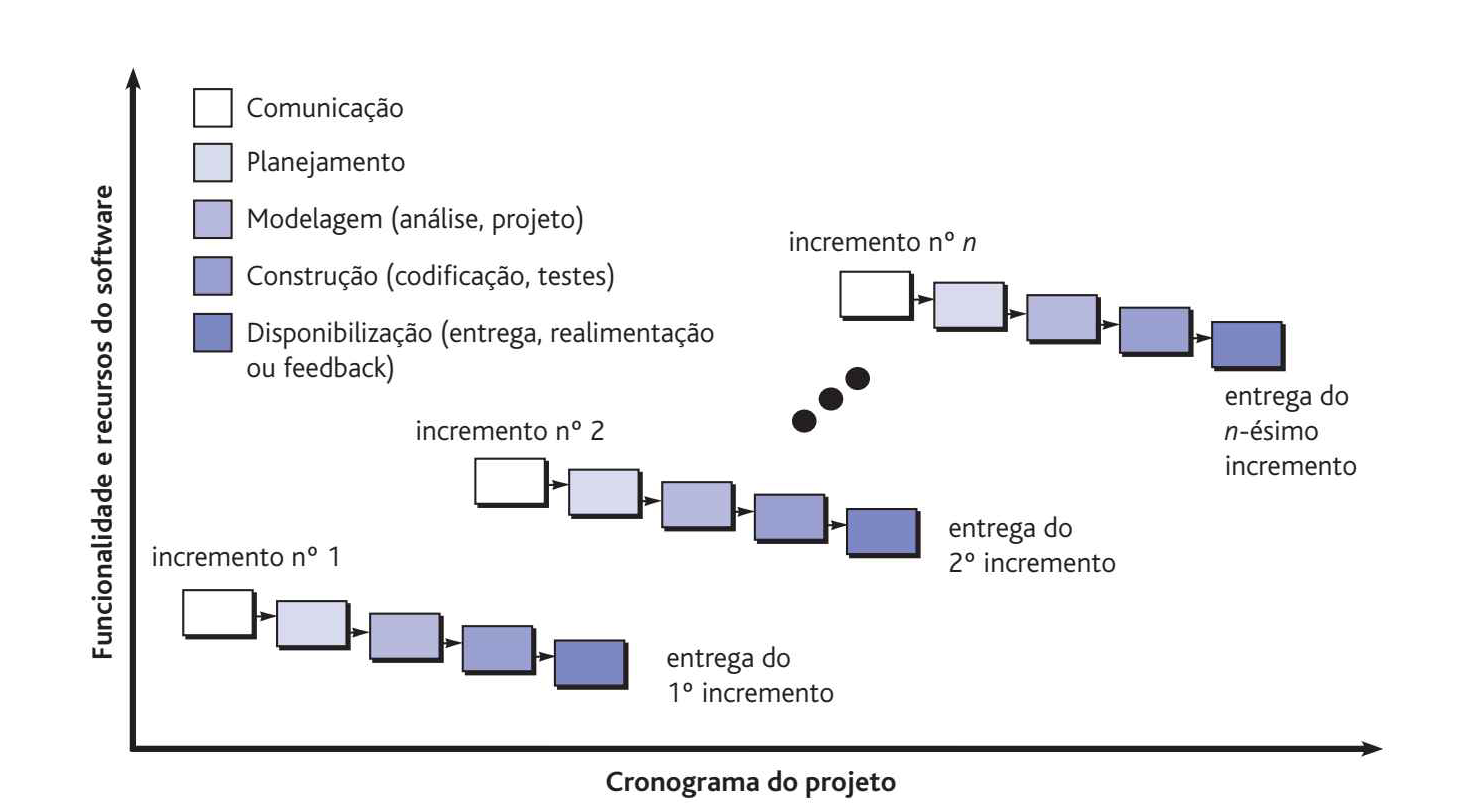 Funcionalidade e recursos do software
Comunicação
Planejamento
Modelagem (análise, projeto)
Construção (codificação, testes)
Disponibilização (entrega, realimentação
ou feedback)
incremento nº n
entrega do
n-ésimo
incremento
incremento nº 2
entrega do
2º incremento
incremento nº 1
entrega do
1º incremento
Cronograma do projeto